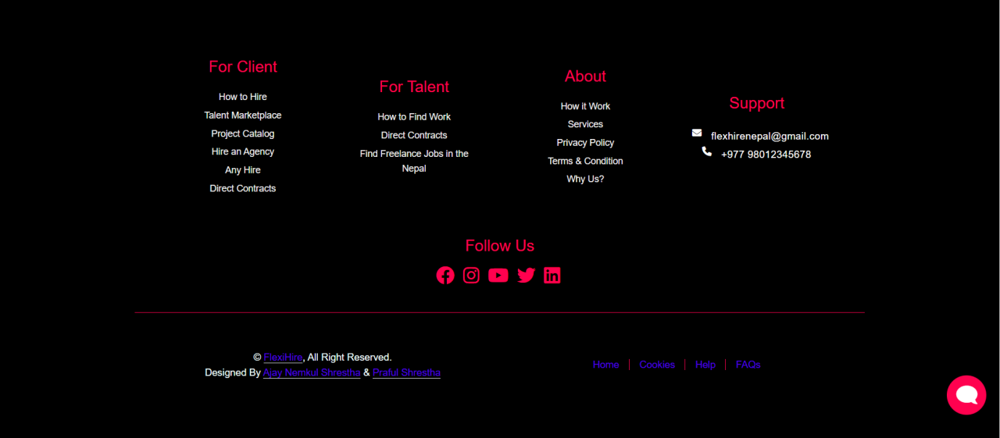 For Client
How to Hire
Talent Marketplace
Project Catalog
Hire an Agency
Any Hire
Direct Contracts
For Talent
How to Find Work
Direct Contracts
Find Freelance Jobs in the
Nepal
About
How it Work
Services
Privacy Policy
Terms & Condition
Why Us?
Support
flexhirenepal@gmail.com
+977 98012345678
Follow Us
© FlexiHire, All Right Reserved.
Designed By Ajay Nemkul Shrestha & Praful Shrestha
Home | Cookies | Help | FAQs